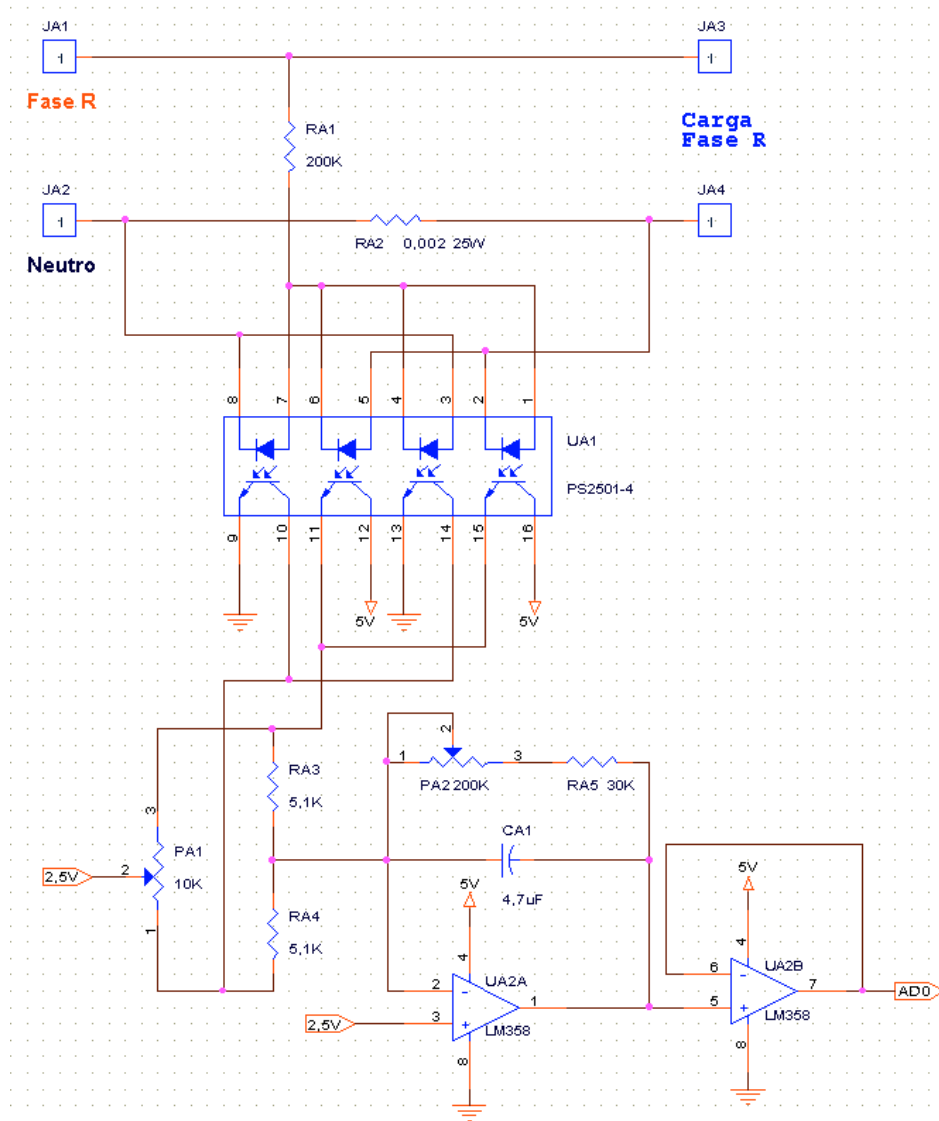 JA1
JA3
1
1
Fase R
Carga
Fase R
RA1
200K
JA2
JA4
1
1
RA2 0,002 25W
Neutro
8 7 6 5 4 3 2 1
UA1
PS2501-4
9 10 11 12 13 14 15 16
5V
5V
2
1
3
PA2 200K
RA5 30K
RA3
5,1K
3
CA1
4,7uF
PA1
10K
2,5V
2
1
RA4
5,1K
5V
5V
4
4
2
UA2A
1
3
LM358
2,5V
8
6
UA2B
7
5
LM358
AD0
8